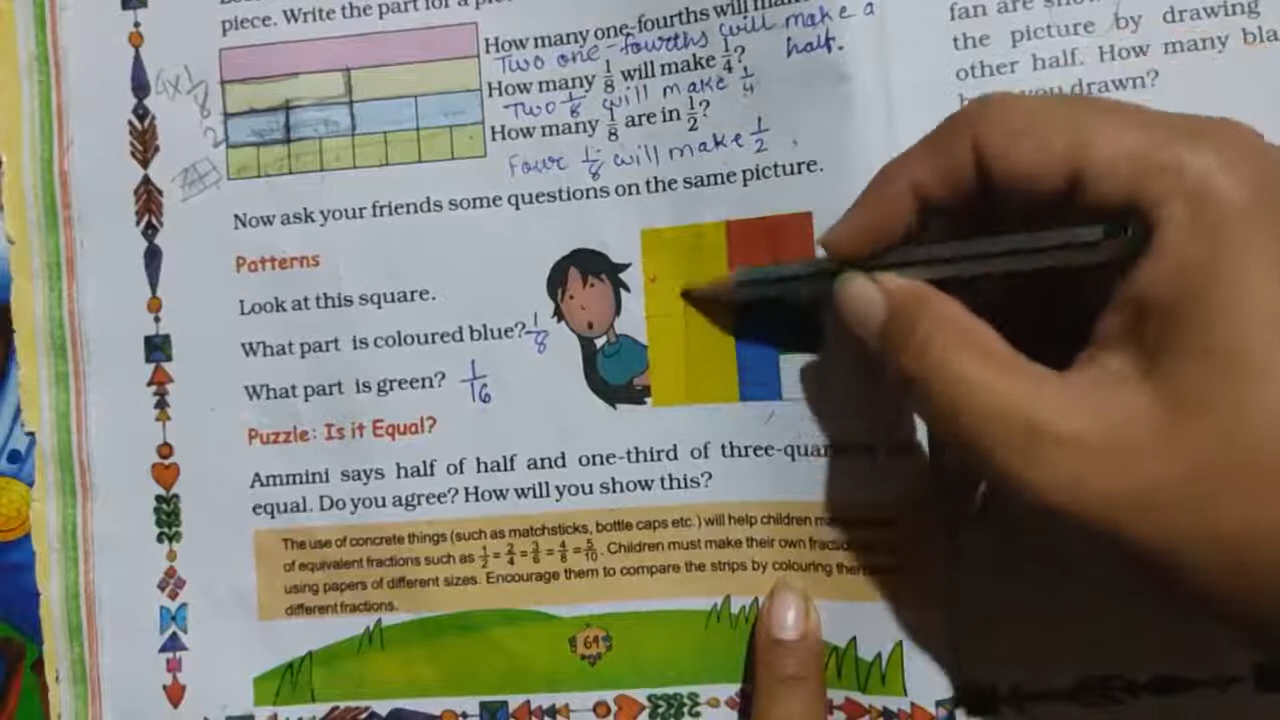 piece. Write the part for a
How many one-fourths will make a
Two one-fourths will make a
half.
How many 1/8 will make 1/4?
Two 1/8 will make 1/4
How many 1/8 are in 1/2?
Four 1/8 will make 1/2
4x1/8
2
Now ask your friends some questions on the same picture.
Patterns
Look at this square.
What part is coloured blue? 1/8
What part is green? 1/16
Puzzle: Is it Equal?
Ammini says half of half and one-third of three-quar
equal. Do you agree? How will you show this?
The use of concrete things (such as matchsticks, bottle caps etc.) will help children
of equivalent fractions such as 1/2 = 2/4 = 3/6 = 4/8 = 5/10. Children must make their own
using papers of different sizes. Encourage them to compare the strips by colouring
different fractions.
69
fan are
the picture by drawing
other half. How many bla
you drawn?